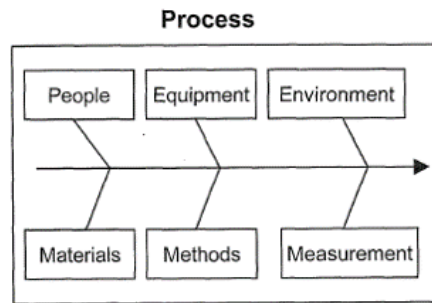 Process
People
Equipment
Environment
Materials
Methods
Measurement